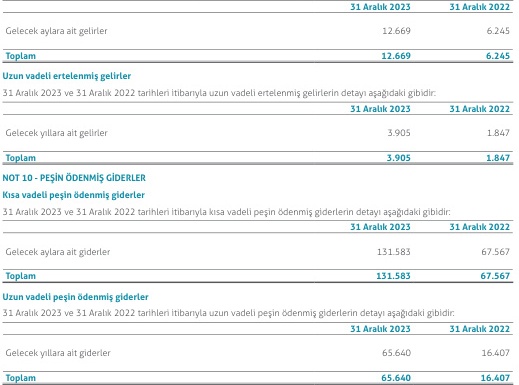 31 Aralık 2023 31 Aralık 2022
Gelecek aylara ait gelirler 12.669 6.245
Toplam 12.669 6.245
Uzun vadeli ertelenmiş gelirler
31 Aralık 2023 ve 31 Aralık 2022 tarihleri itibarıyla uzun vadeli ertelenmiş gelirlerin detayı aşağıdaki gibidir:
31 Aralık 2023 31 Aralık 2022
Gelecek yıllara ait gelirler 3.905 1.847
Toplam 3.905 1.847
NOT 10 - PEŞİN ÖDENMİŞ GİDERLER
Kısa vadeli peşin ödenmiş giderler
31 Aralık 2023 ve 31 Aralık 2022 tarihleri itibarıyla kısa vadeli peşin ödenmiş giderlerin detayı aşağıdaki gibidir:
31 Aralık 2023 31 Aralık 2022
Gelecek aylara ait giderler 131.583 67.567
Toplam 131.583 67.567
Uzun vadeli peşin ödenmiş giderler
31 Aralık 2023 ve 31 Aralık 2022 tarihleri itibarıyla uzun vadeli peşin ödenmiş giderlerin detayı aşağıdaki gibidir:
31 Aralık 2023 31 Aralık 2022
Gelecek yıllara ait giderler 65.640 16.407
Toplam 65.640 16.407